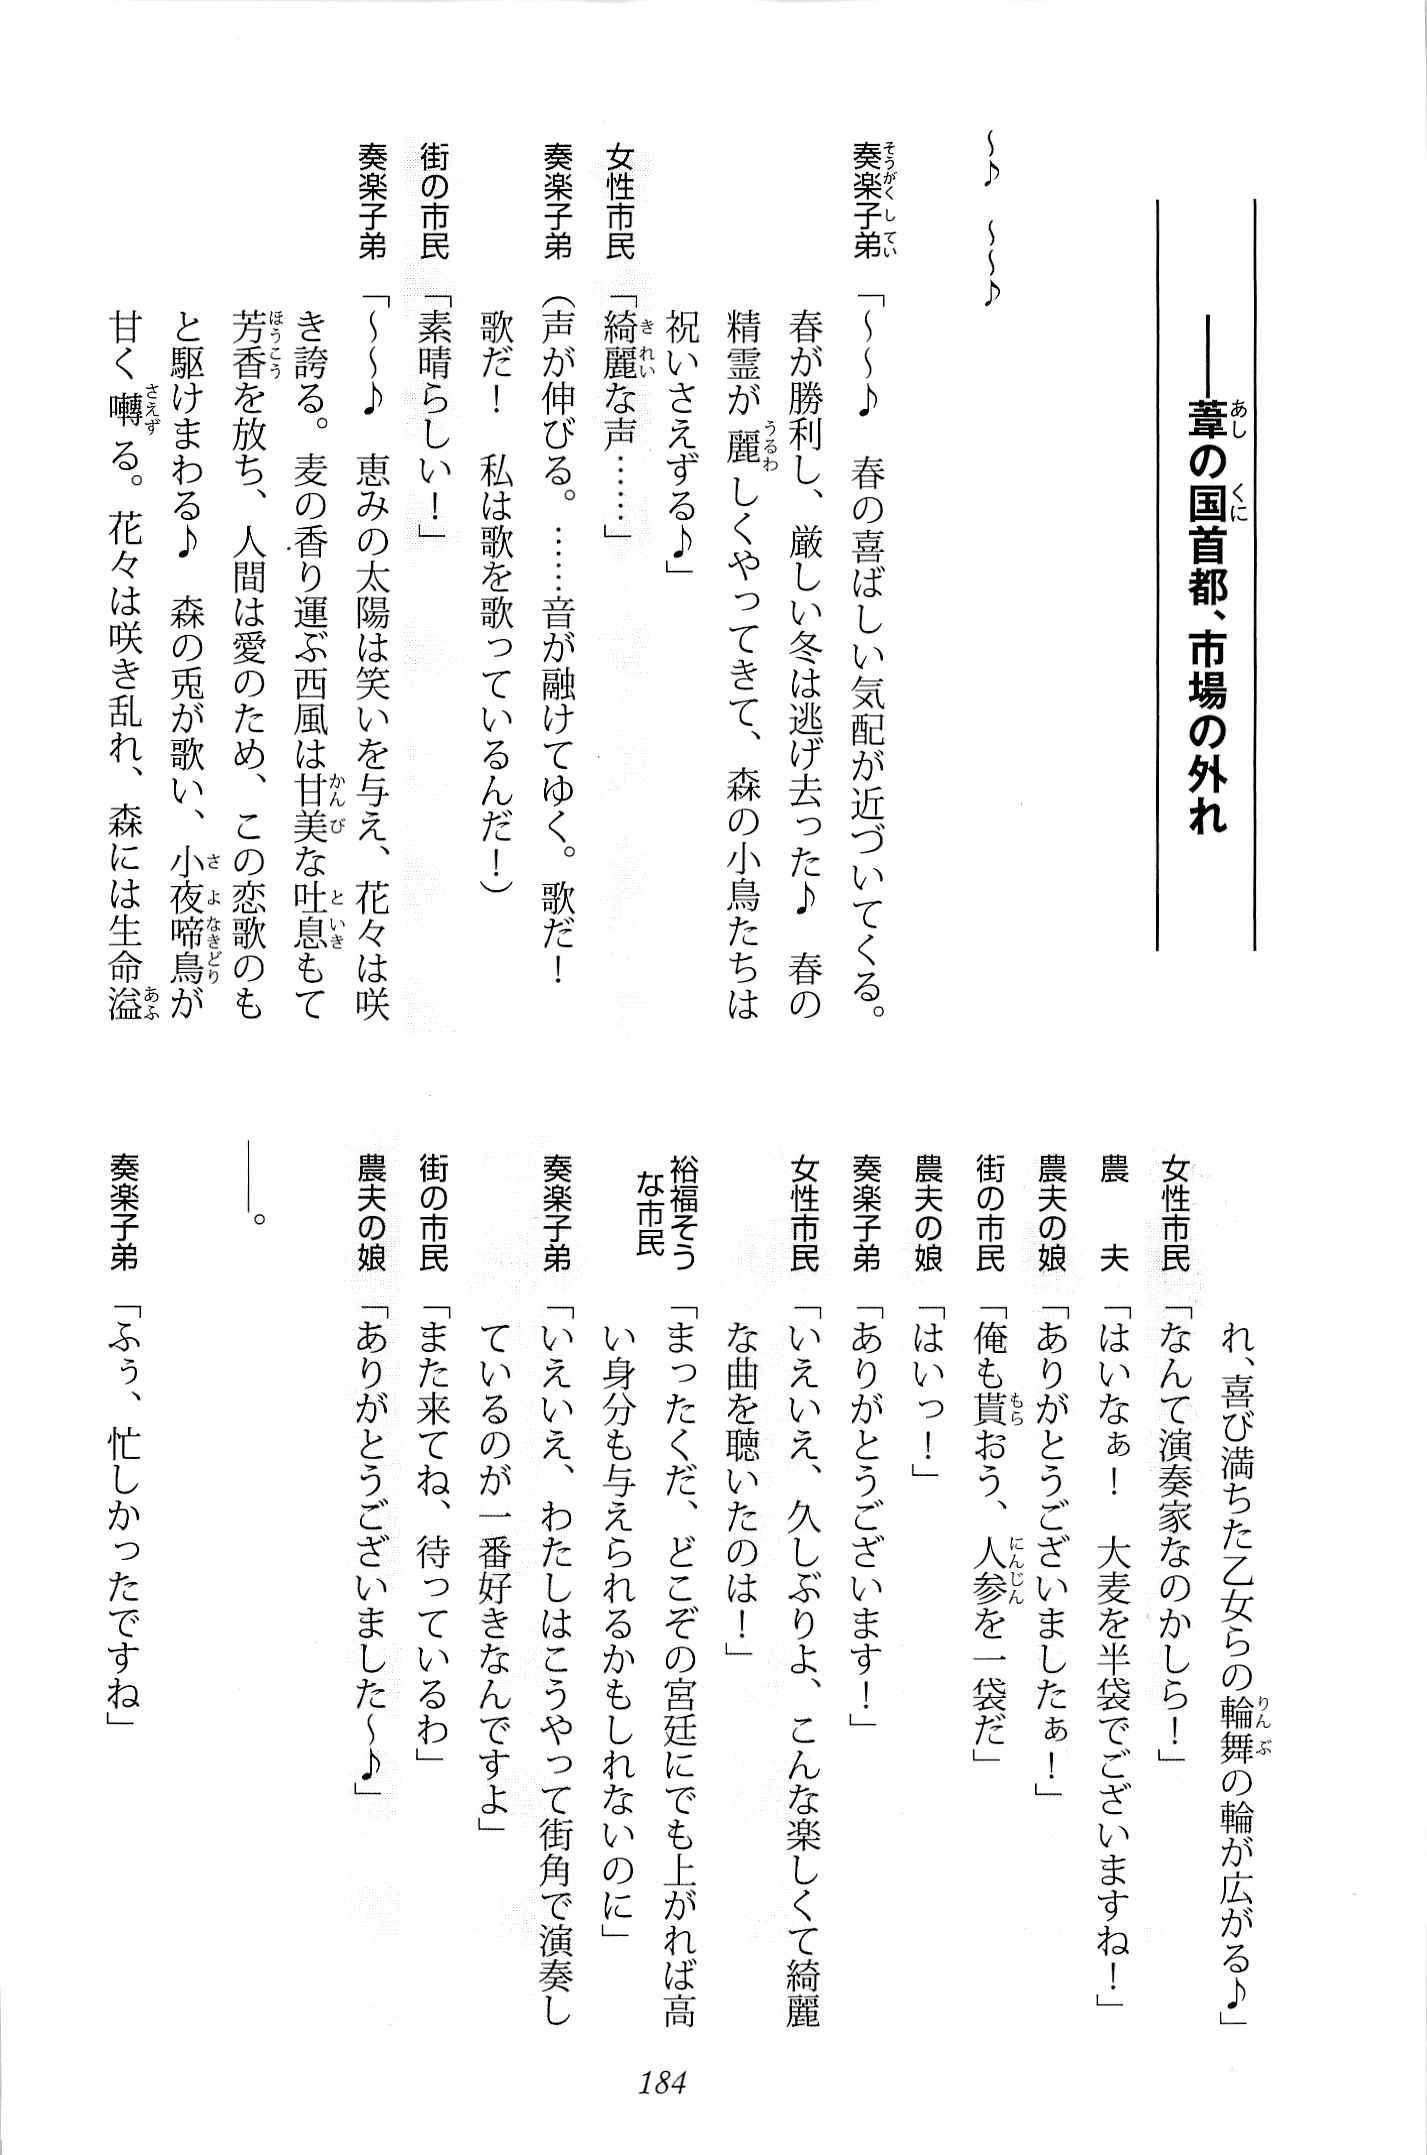 ――葦の国首都、市場の外れ
～♪　～～♪
奏楽子弟「～～♪　春の喜ばしい気配が近づいてくる。
春が勝利し、厳しい冬は逃げ去った♪　春の
精霊が麗しくやってきて、森の小鳥たちは
祝いさえずる♪」
女性市民「綺麗な声……」
奏楽子弟（声が伸びる。……音が融けてゆく。歌だ！
歌だ！　私は歌を歌っているんだ！）
街の市民「素晴らしい！」
奏楽子弟「～～♪　恵みの太陽は笑いを与え、花々は咲
き誇る。麦の香り運ぶ西風は甘美な吐息もて
芳香を放ち、人間は愛のため、この恋歌のも
と駆けまわる♪　森の兎が歌い、小夜啼鳥が
甘く囀る。花々は咲き乱れ、森には生命溢
れ、喜び満ちた乙女らの輪舞の輪が広がる♪」
女性市民「なんて演奏家なのかしら！」
農　夫「はいなぁ！　大麦を半袋でございますね！」
農夫の娘「ありがとうございましたぁ！」
街の市民「俺も貰おう、人参を一袋だ」
農夫の娘「はいっ！」
奏楽子弟「ありがとうございます！」
女性市民「いえいえ、久しぶりよ、こんな楽しくて綺麗
な曲を聴いたのは！」
裕福そうな市民「まったくだ、どこぞの宮廷にでも上がれば高
い身分も与えられるかもしれないのに」
奏楽子弟「いえいえ、わたしはこうやって街角で演奏し
ているのが一番好きなんですよ」
街の市民「また来てね、待っているわ」
農夫の娘「ありがとうございました～♪」
――。
奏楽子弟「ふぅ、忙しかったですね」
184